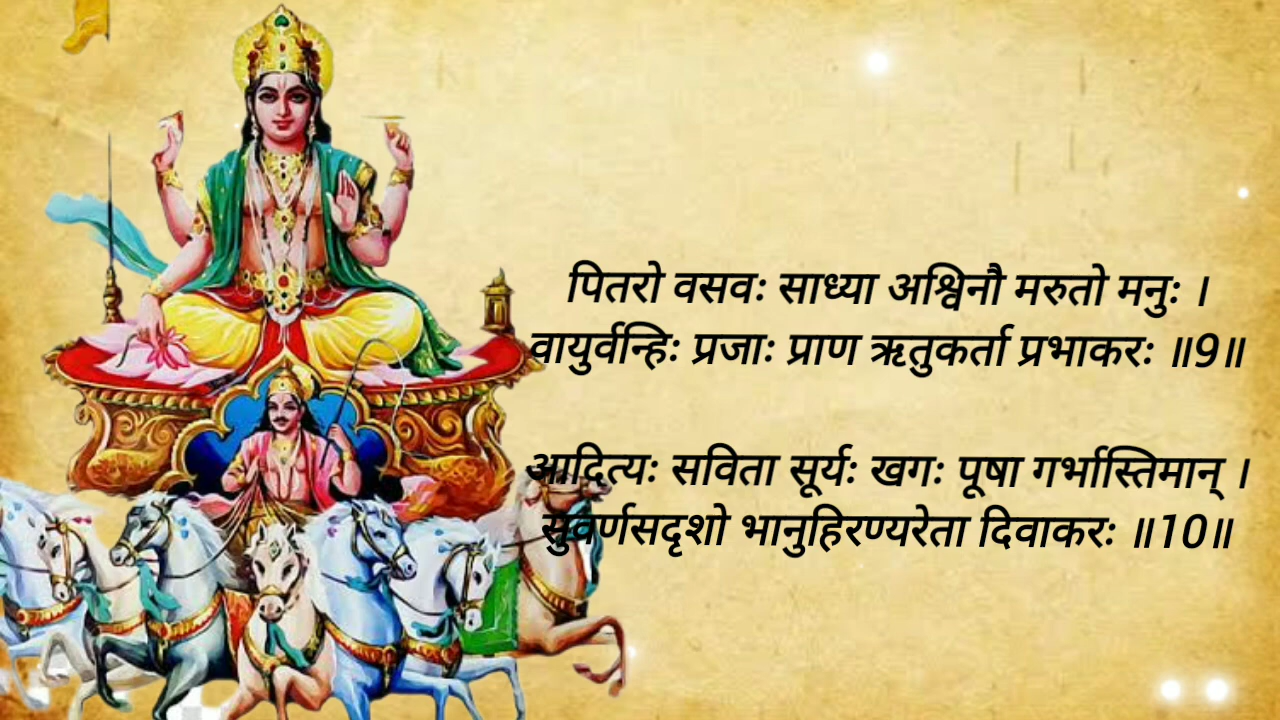 पितरो वसवः साध्या अश्विनौ मरुतो मनुः ।
वायुर्वन्हिः प्रजाः प्राण ऋतुकर्ता प्रभाकरः ॥9॥
आदित्यः सविता सूर्यः खगः पूषा गर्भास्तिमान् ।
सुवर्णसदृशो भानुहिरण्यरेता दिवाकरः ॥10॥